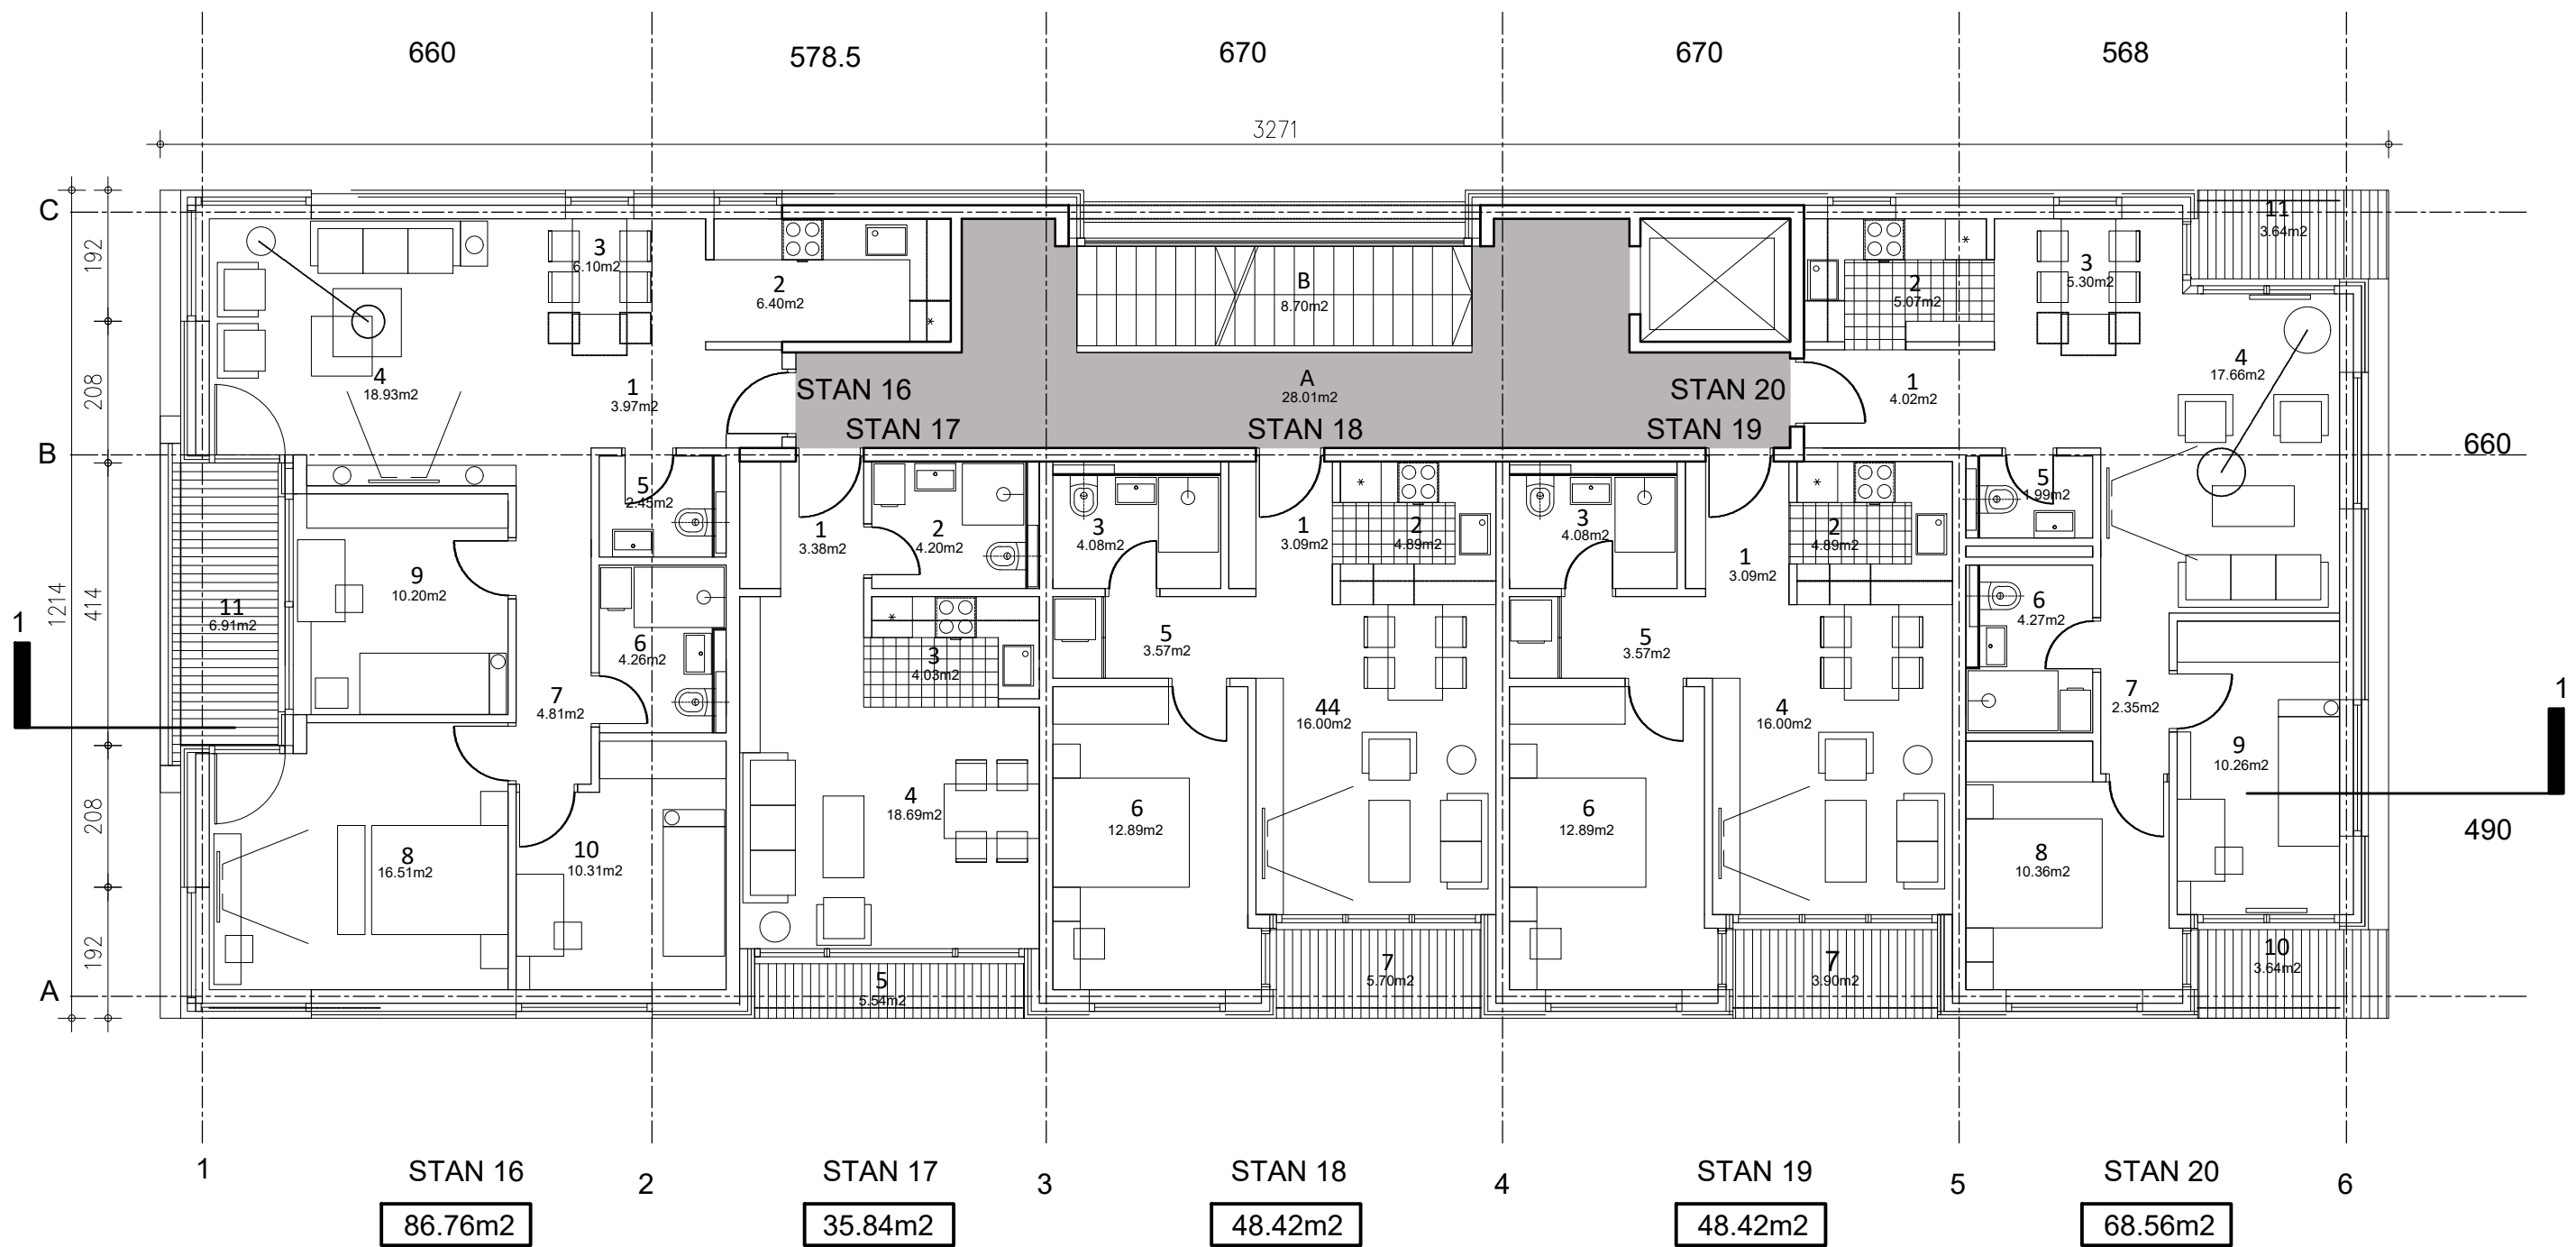 660 578.5 670 670 568
3271
C
B
A
192
208
414
208
192
1214
660
490
1
1
3
6.10m2
2
6.40m2
4
18.93m2
1
3.97m2
5
2.45m2
9
10.20m2
11
6.91m2
6
4.26m2
7
4.81m2
8
16.51m2
10
10.31m2
B
8.70m2
A
28.01m2
STAN 16
STAN 17
STAN 18
STAN 20
STAN 19
1
3.38m2
2
4.20m2
*
3
4.03m2
4
18.69m2
5
5.54m2
3
4.08m2
1
3.09m2
2
4.89m2
5
3.57m2
44
16.00m2
6
12.89m2
7
5.70m2
3
4.08m2
1
3.09m2
2
4.89m2
5
3.57m2
4
16.00m2
6
12.89m2
7
3.90m2
2
5.07m2
3
5.30m2
11
3.64m2
4
17.66m2
1
4.02m2
5
1.99m2
6
4.27m2
7
2.35m2
9
10.26m2
8
10.36m2
10
3.64m2
1 2 3 4 5 6
STAN 16 STAN 17 STAN 18 STAN 19 STAN 20
86.76m2 35.84m2 48.42m2 48.42m2 68.56m2